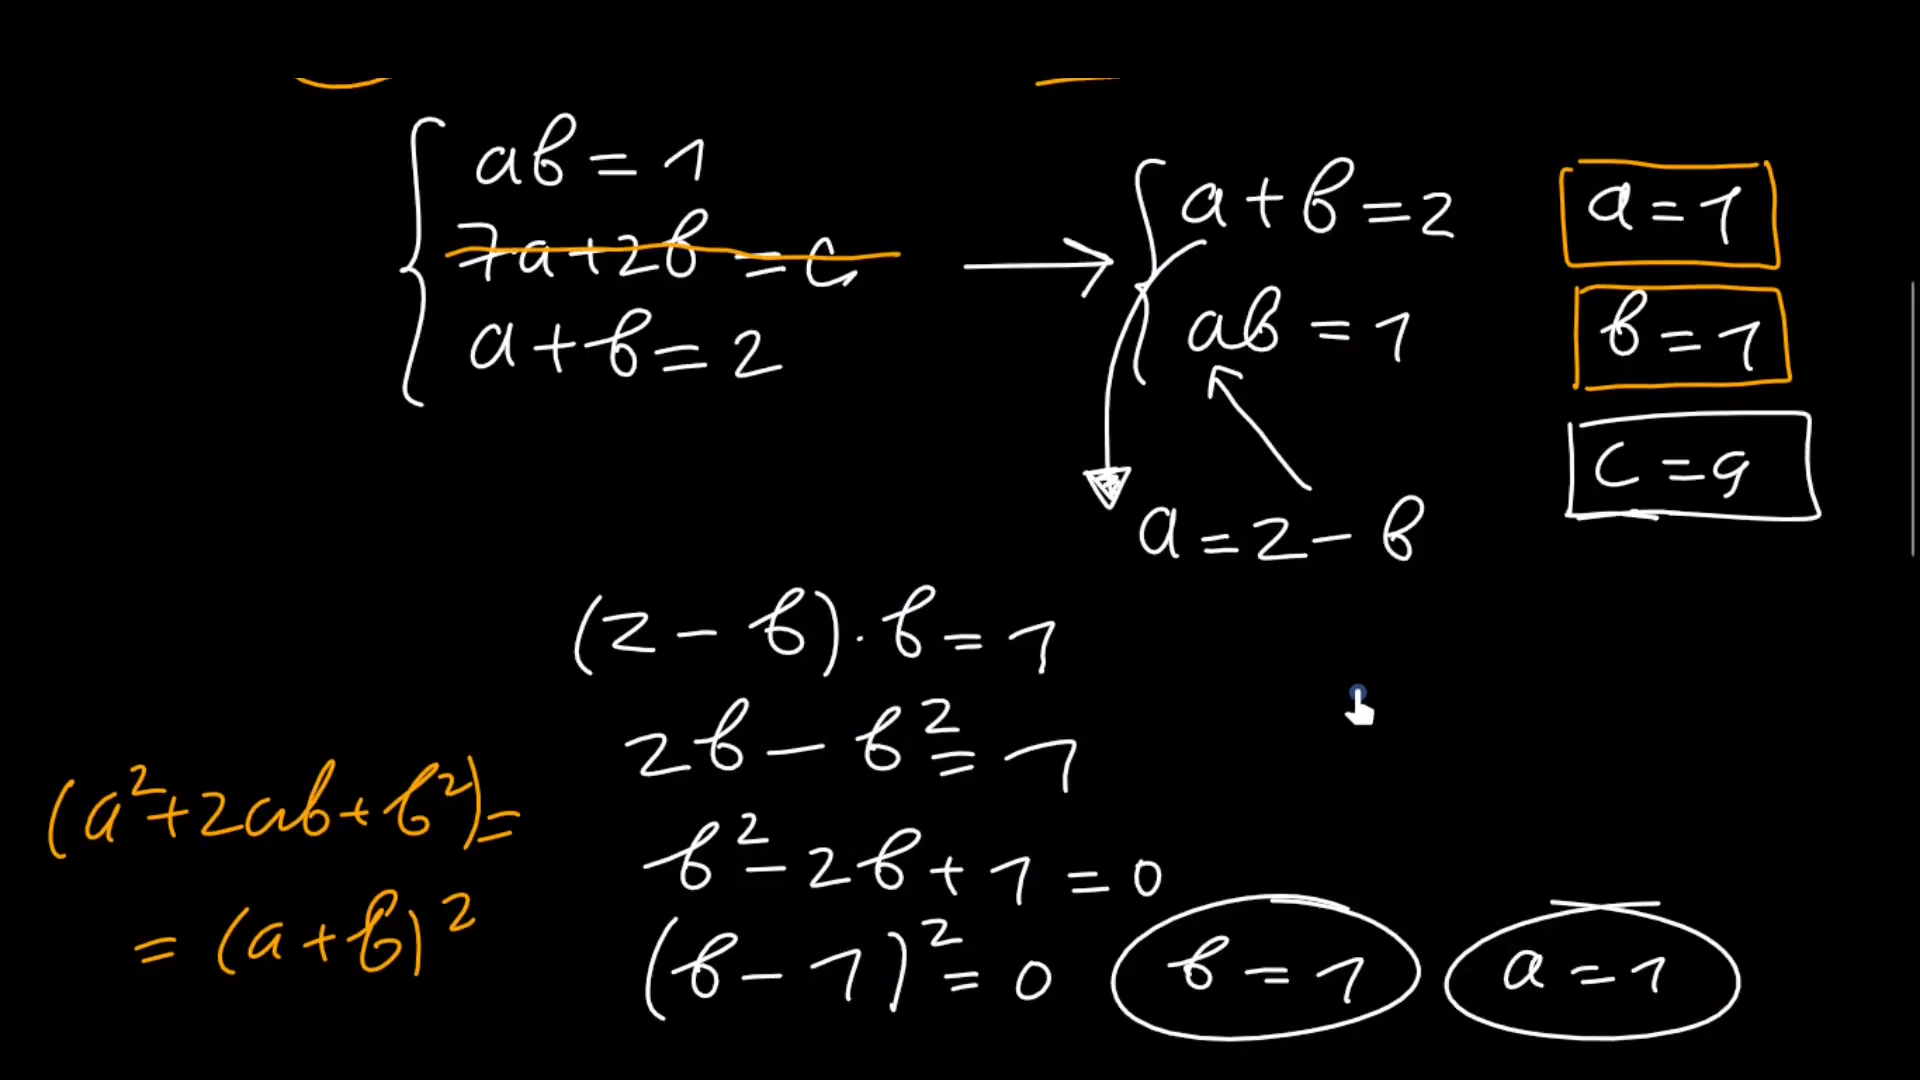 ab = 1
7a + 2b = c
a + b = 2
a + b = 2
ab = 1
a = 2 - b
a = 1
b = 1
c = 9
(2 - b) · b = 1
2b - b² = 1
b² - 2b + 1 = 0
(b - 1)² = 0
b = 1
a = 1
(a² + 2ab + b²) =
= (a + b)²